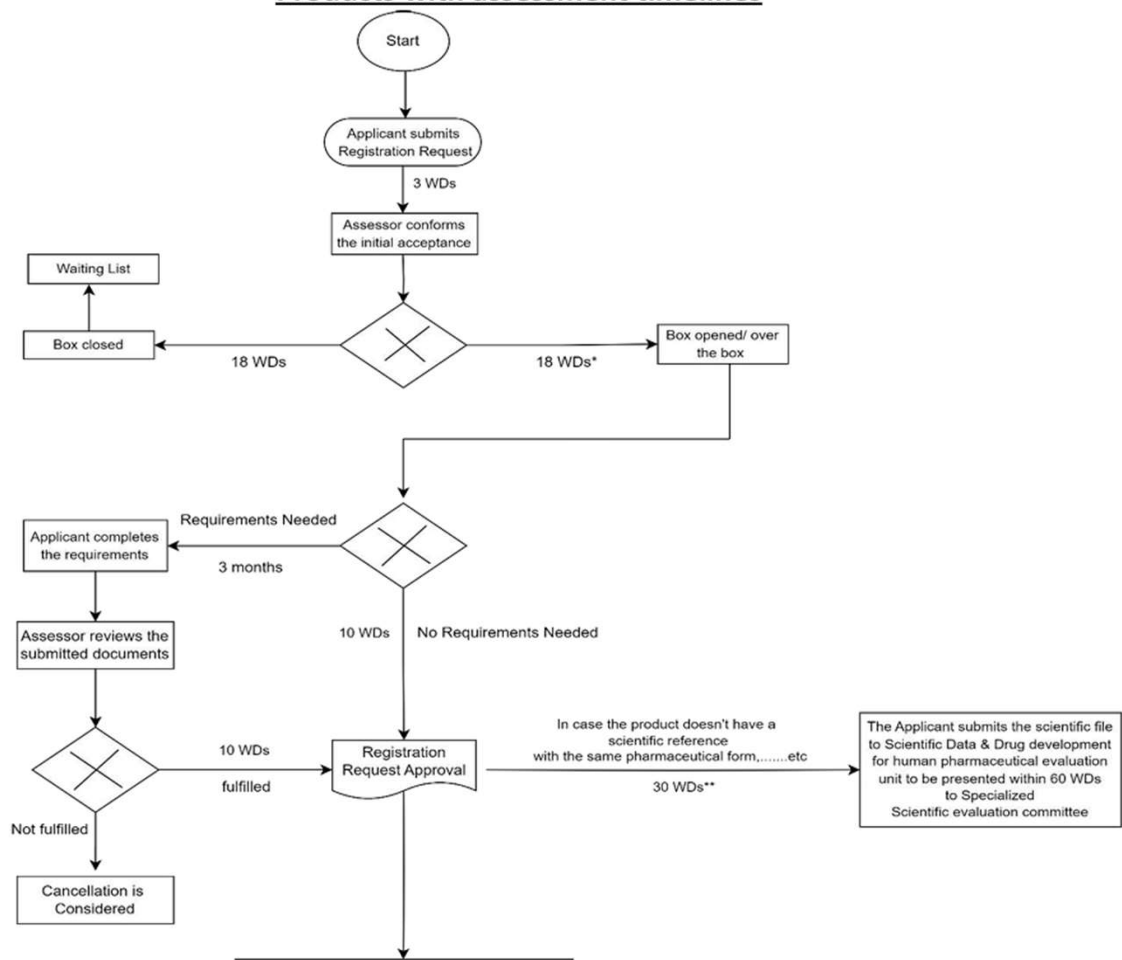 Products with assessment timelines
Start
Applicant submits
Registration Request
3 WDs
Assessor conforms
the initial acceptance
Waiting List
Box closed
18 WDs
18 WDs*
Box opened/ over
the box
Requirements Needed
Applicant completes
the requirements
3 months
Assessor reviews the
submitted documents
10 WDs
No Requirements Needed
10 WDs
fulfilled
Registration
Request Approval
In case the product doesn't have a
scientific reference
with the same pharmaceutical form,.......etc
30 WDs**
The Applicant submits the scientific file
to Scientific Data & Drug development
for human pharmaceutical evaluation
unit to be presented within 60 WDs
to Specialized
Scientific evaluation committee
Not fulfilled
Cancellation is
Considered